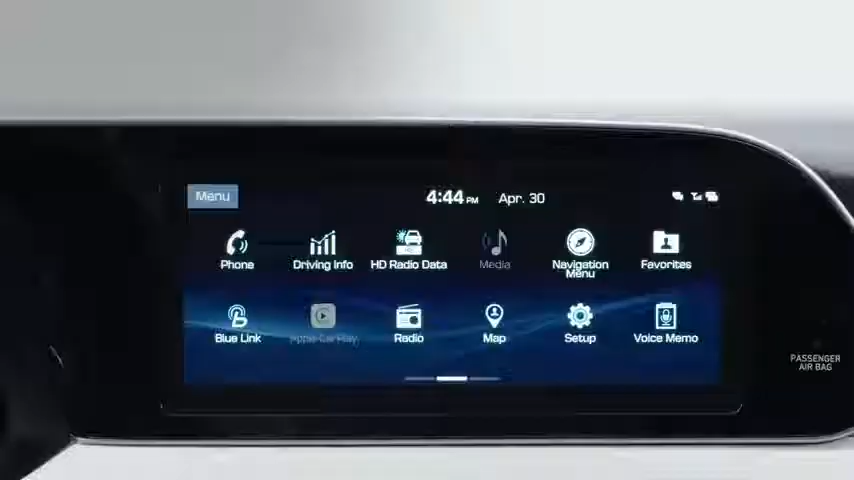 Menu
4:44 PM
Apr. 30
Phone
Driving Info
HD Radio Data
Media
Navigation
Menu
Favorites
Blue Link
Apple CarPlay
Radio
Map
Setup
Voice Memo
PASSENGER
AIR BAG